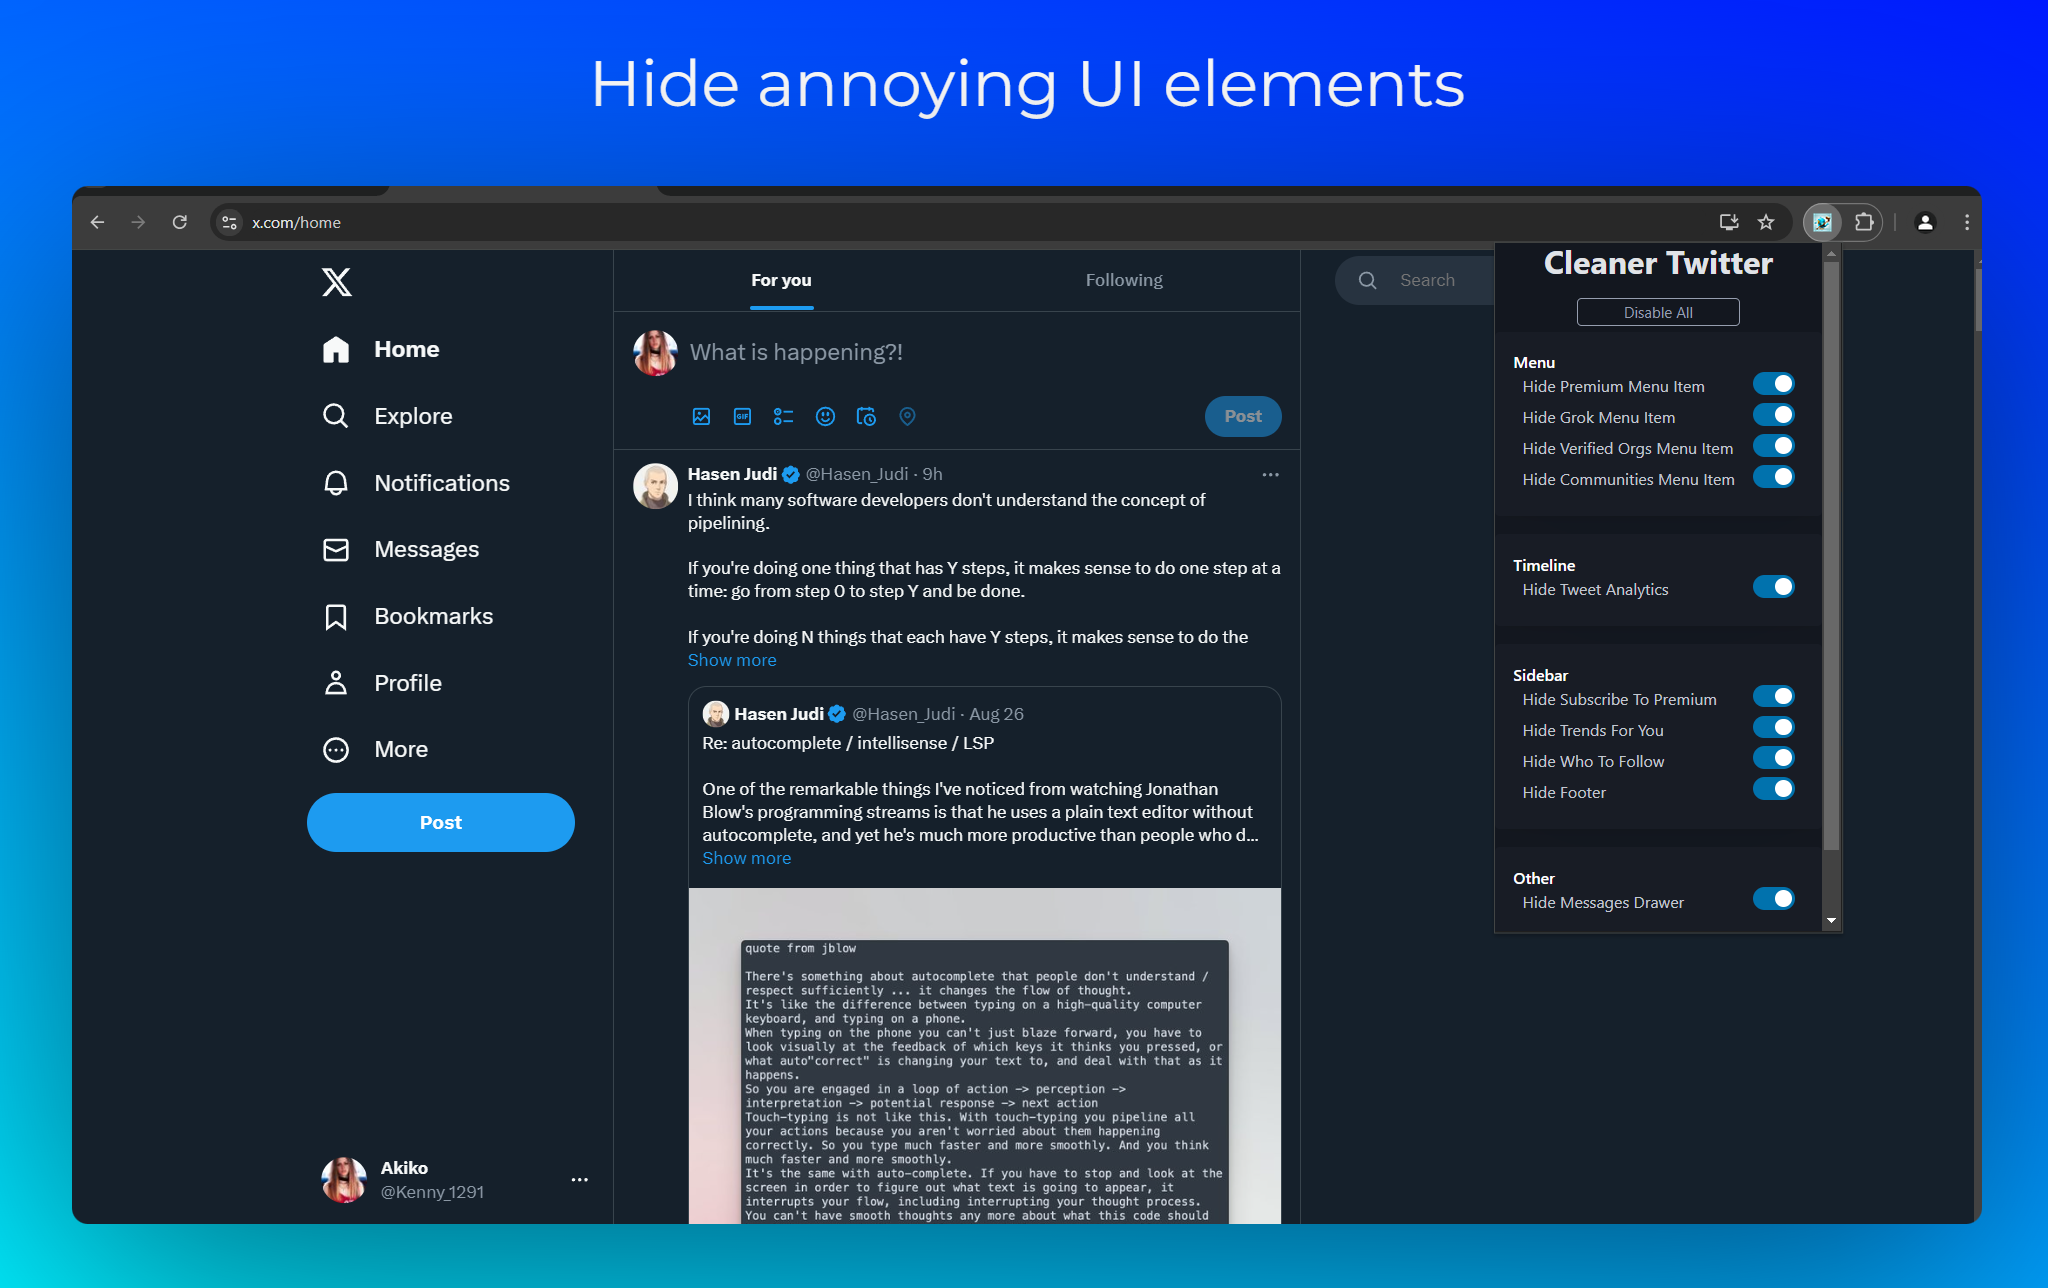 Hide annoying UI elements
x.com/home
Home
Explore
Notifications
Messages
Bookmarks
Profile
More
Post
Akiko
@Kenny_1291
For you
Following
What is happening?!
GIF
Post
Hasen Judi @Hasen_Judi · 9h
I think many software developers don't understand the concept of
pipelining.
If you're doing one thing that has Y steps, it makes sense to do one step at a
time: go from step 0 to step Y and be done.
If you're doing N things that each have Y steps, it makes sense to do the
Show more
Hasen Judi @Hasen_Judi · Aug 26
Re: autocomplete / intellisense / LSP
One of the remarkable things I've noticed from watching Jonathan
Blow's programming streams is that he uses a plain text editor without
autocomplete, and yet he's much more productive than people who d...
Show more
quote from jblow
There's something about autocomplete that people don't understand /
respect sufficiently ... it changes the flow of thought.
It's like the difference between typing on a high-quality computer
keyboard, and typing on a phone.
When typing on the phone you can't just blaze forward, you have to
look visually at the feedback of which keys it thinks you pressed, or
what auto"correct" is changing your text to, and deal with that as it
happens.
So you are engaged in a loop of action -> perception ->
interpretation -> potential response -> next action
Touch-typing is not like this. With touch-typing you pipeline all
your actions because you aren't worried about them happening
correctly. So you type much faster and more smoothly. And you think
much faster and more smoothly.
It's the same with auto-complete. If you have to stop and look at the
screen in order to figure out what text is going to appear, it
interrupts your flow, including interrupting your thought process.
You can't have smooth thoughts any more about what this code should
Search
Cleaner Twitter
Disable All
Menu
Hide Premium Menu Item
Hide Grok Menu Item
Hide Verified Orgs Menu Item
Hide Communities Menu Item
Timeline
Hide Tweet Analytics
Sidebar
Hide Subscribe To Premium
Hide Trends For You
Hide Who To Follow
Hide Footer
Other
Hide Messages Drawer